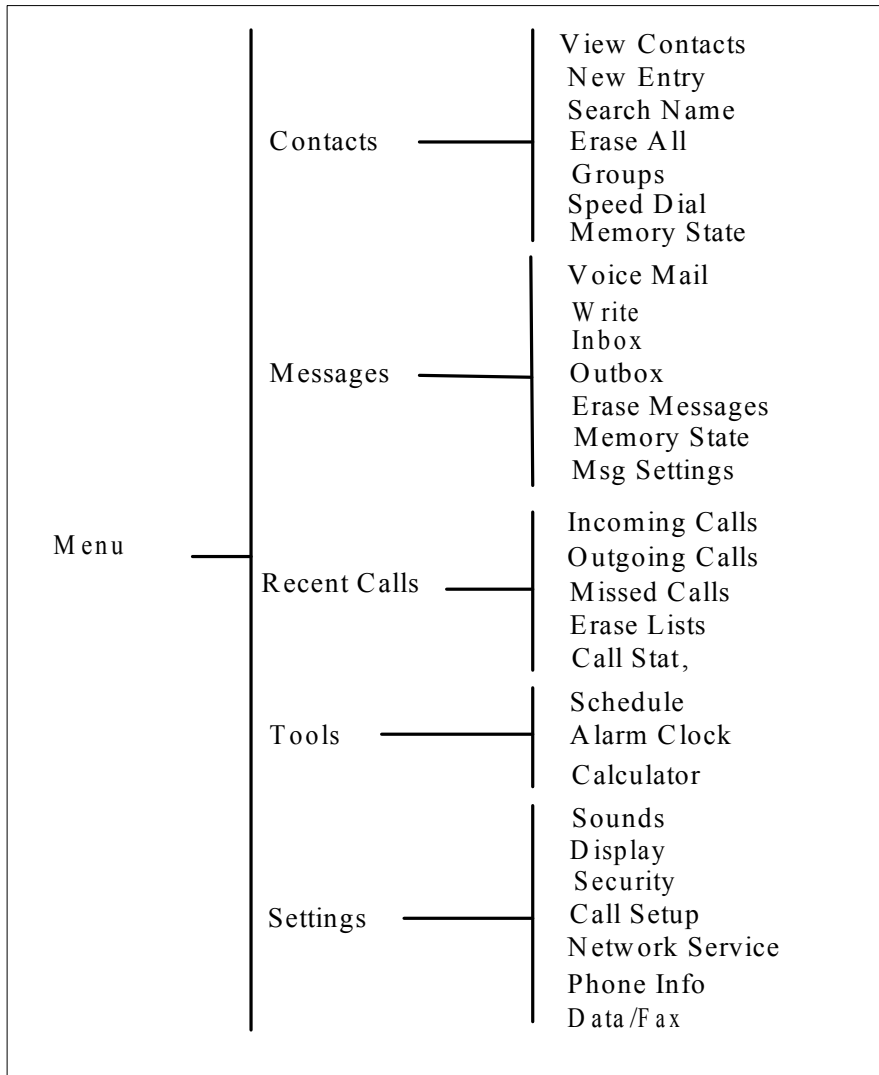 View Contacts
New Entry
Search Name
Erase All
Groups
Speed Dial
Memory State
Contacts
Voice Mail
Write
Inbox
Outbox
Erase Messages
Memory State
Msg Settings
Messages
Menu
Incoming Calls
Outgoing Calls
Missed Calls
Erase Lists
Call Stat,
Recent Calls
Schedule
Alarm Clock
Calculator
Tools
Sounds
Display
Security
Call Setup
Network Service
Phone Info
Data/Fax
Settings